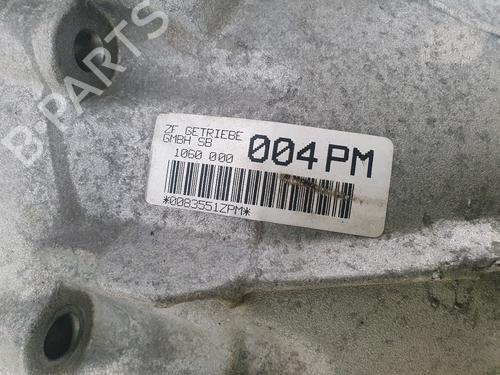 B-PARTS
ZF GETRIEBE
GMBH SB
1060 000
004PM
*0083551ZPM*